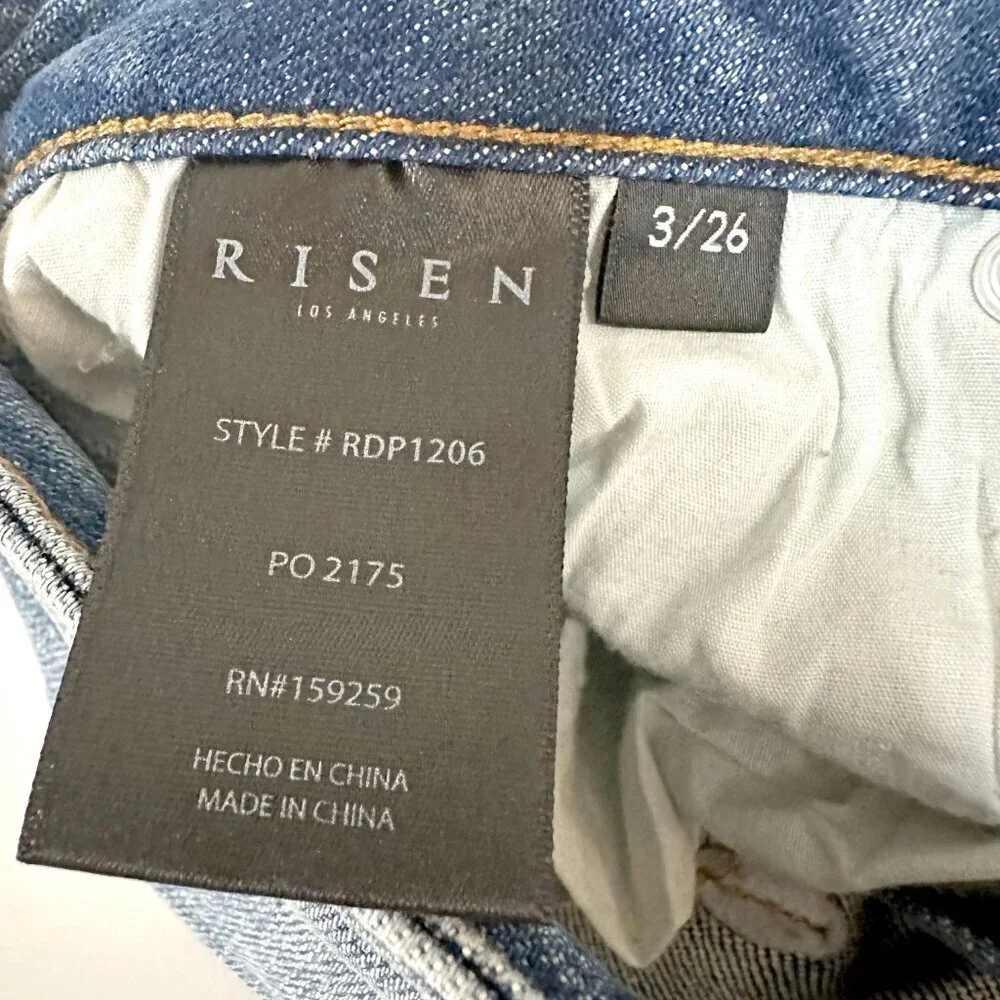 RISEN
LOS ANGELES
3/26
STYLE # RDP1206
PO 2175
RN#159259
HECHO EN CHINA
MADE IN CHINA